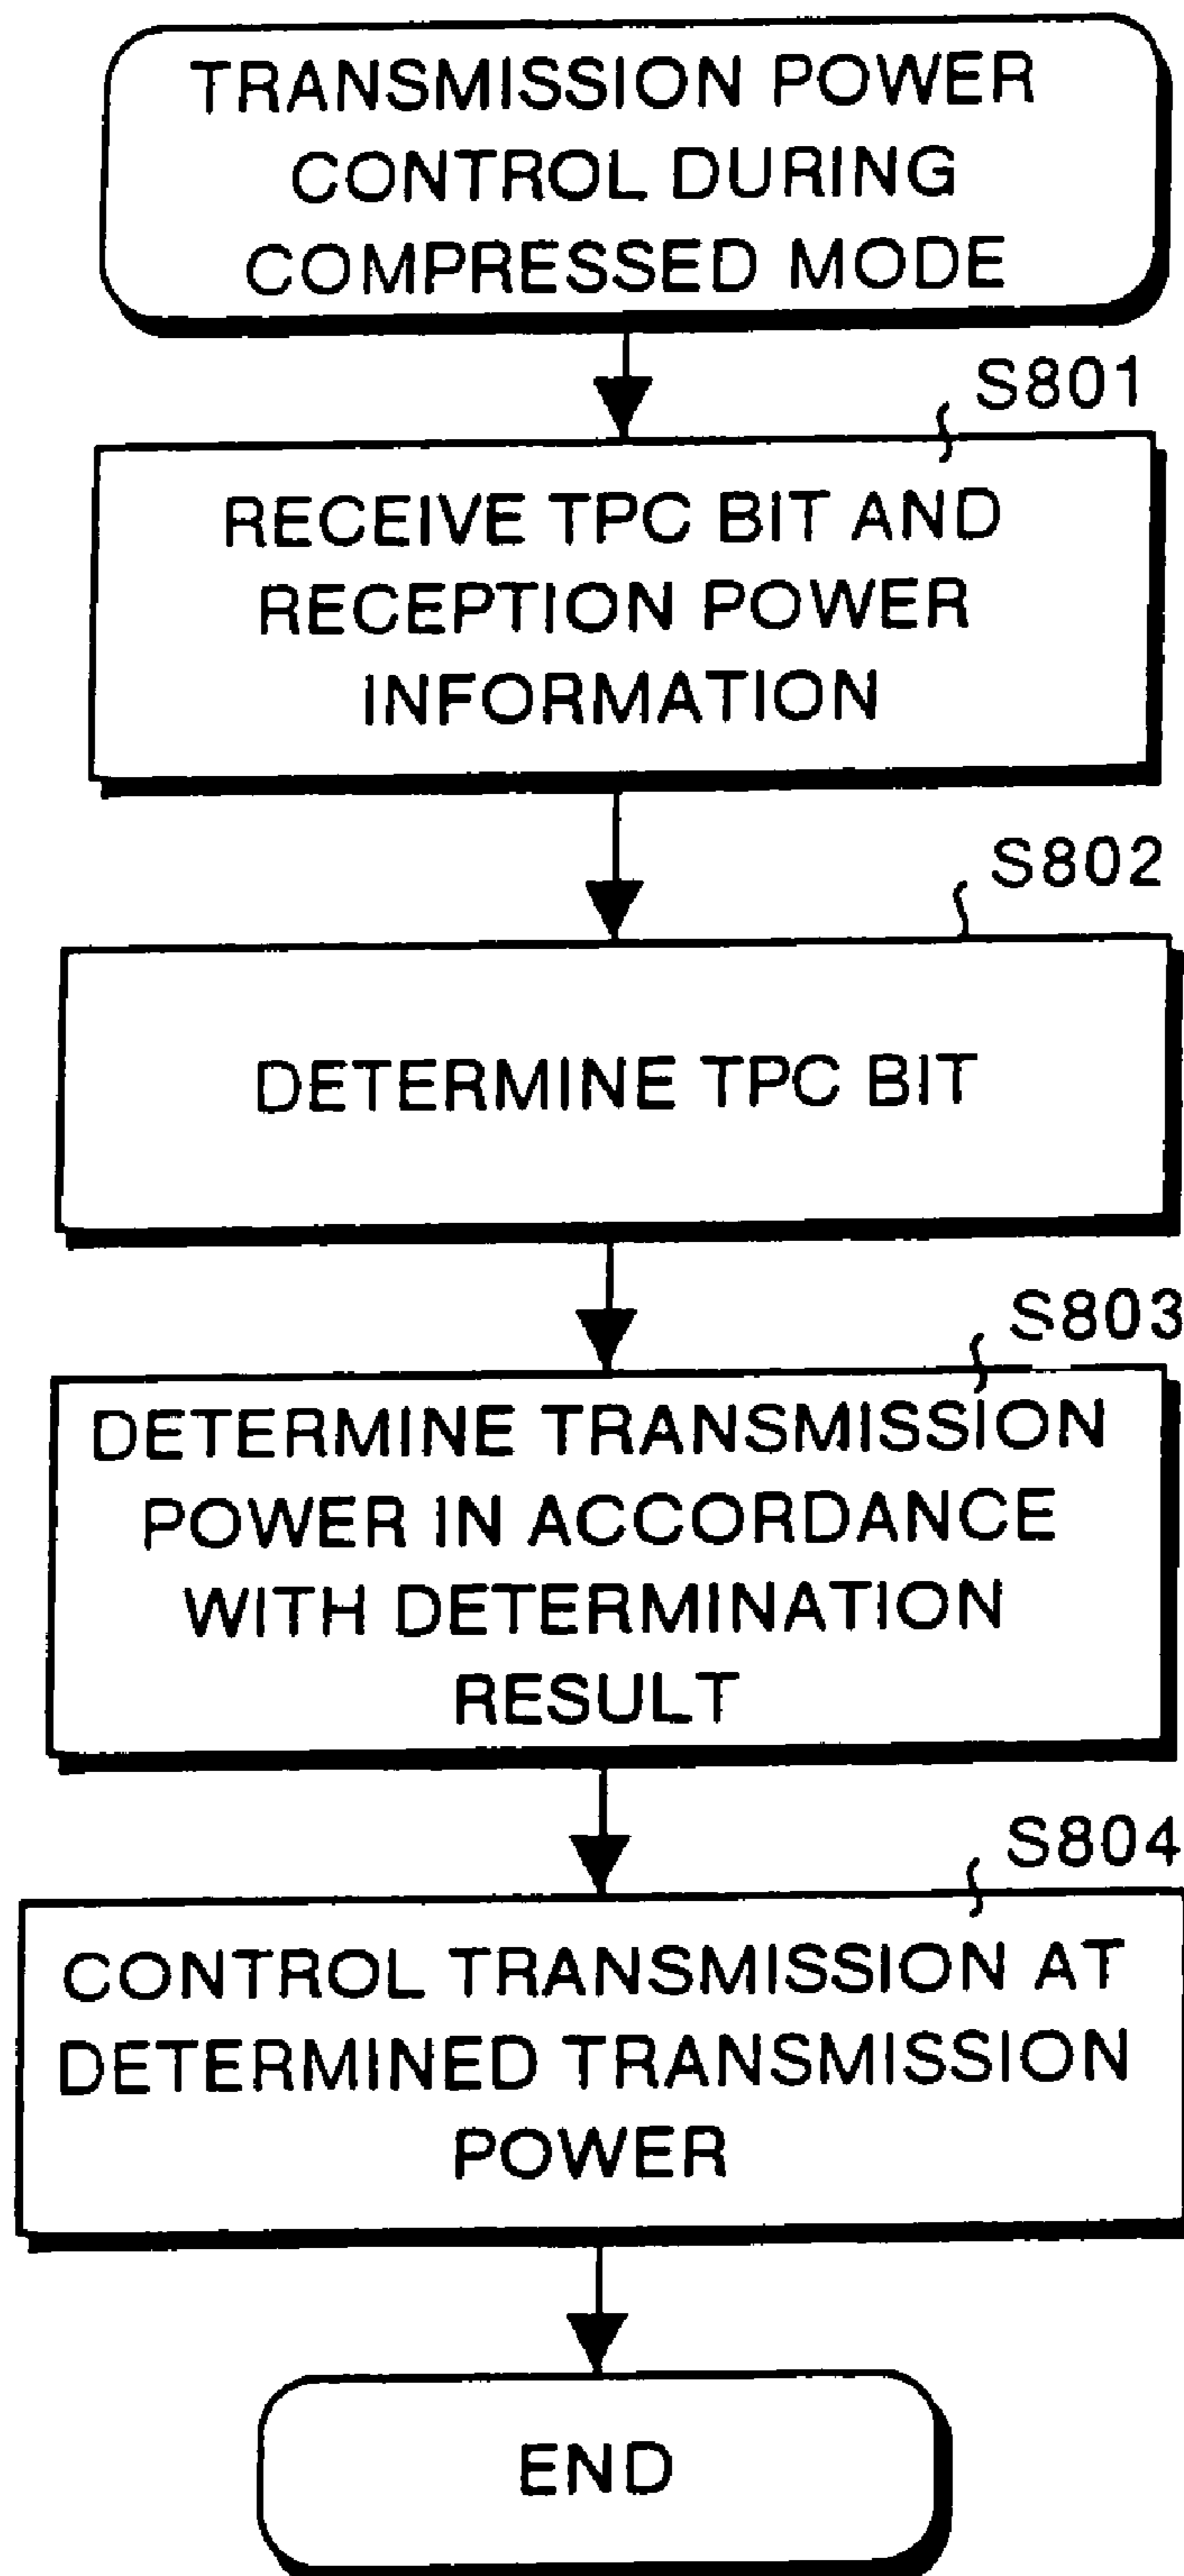 TRANSMISSION POWER
CONTROL DURING
COMPRESSED MODE
S801
RECEIVE TPC BIT AND
RECEPTION POWER
INFORMATION
S802
DETERMINE TPC BIT
S803
DETERMINE TRANSMISSION
POWER IN ACCORDANCE
WITH DETERMINATION
RESULT
S804
CONTROL TRANSMISSION AT
DETERMINED TRANSMISSION
POWER
END